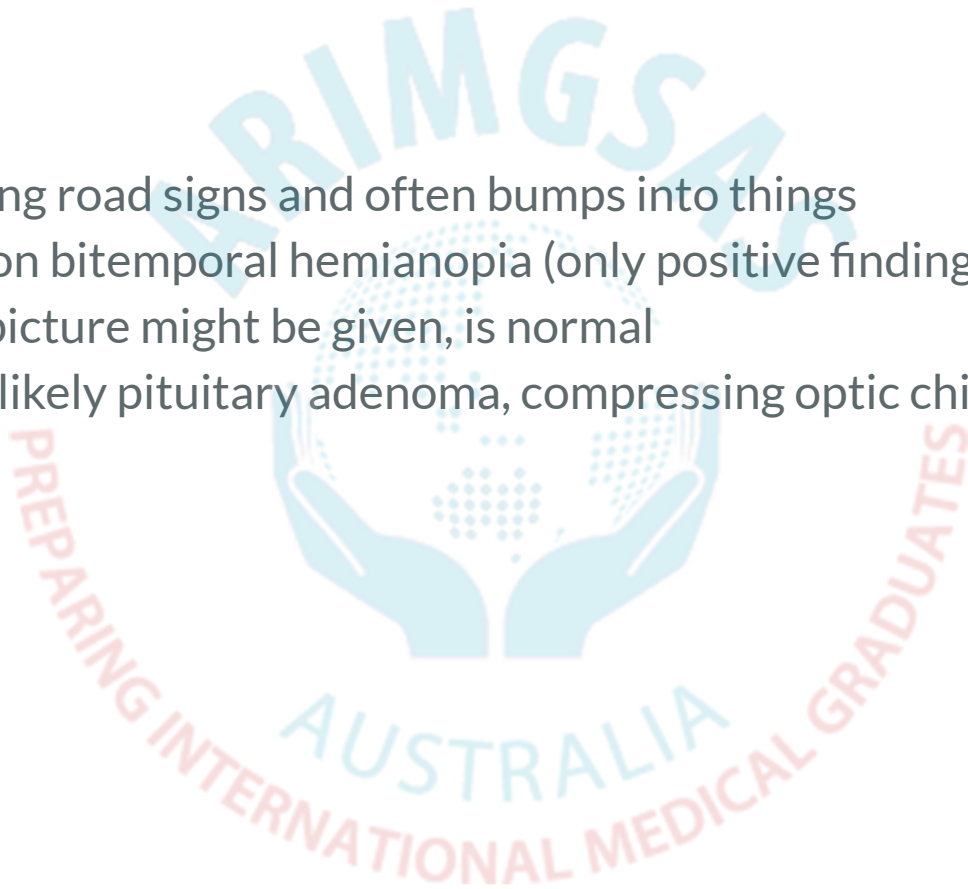 ARIMGSAS
ng road signs and often bumps into things
on bitemporal hemianopia (only positive finding
picture might be given, is normal
likely pituitary adenoma, compressing optic chi
AUSTRALIA
PREPARING INTERNATIONAL MEDICAL GRADUATES